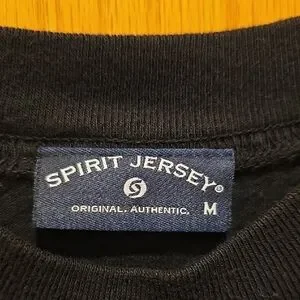 SPIRIT JERSEY®
S
ORIGINAL. AUTHENTIC. M